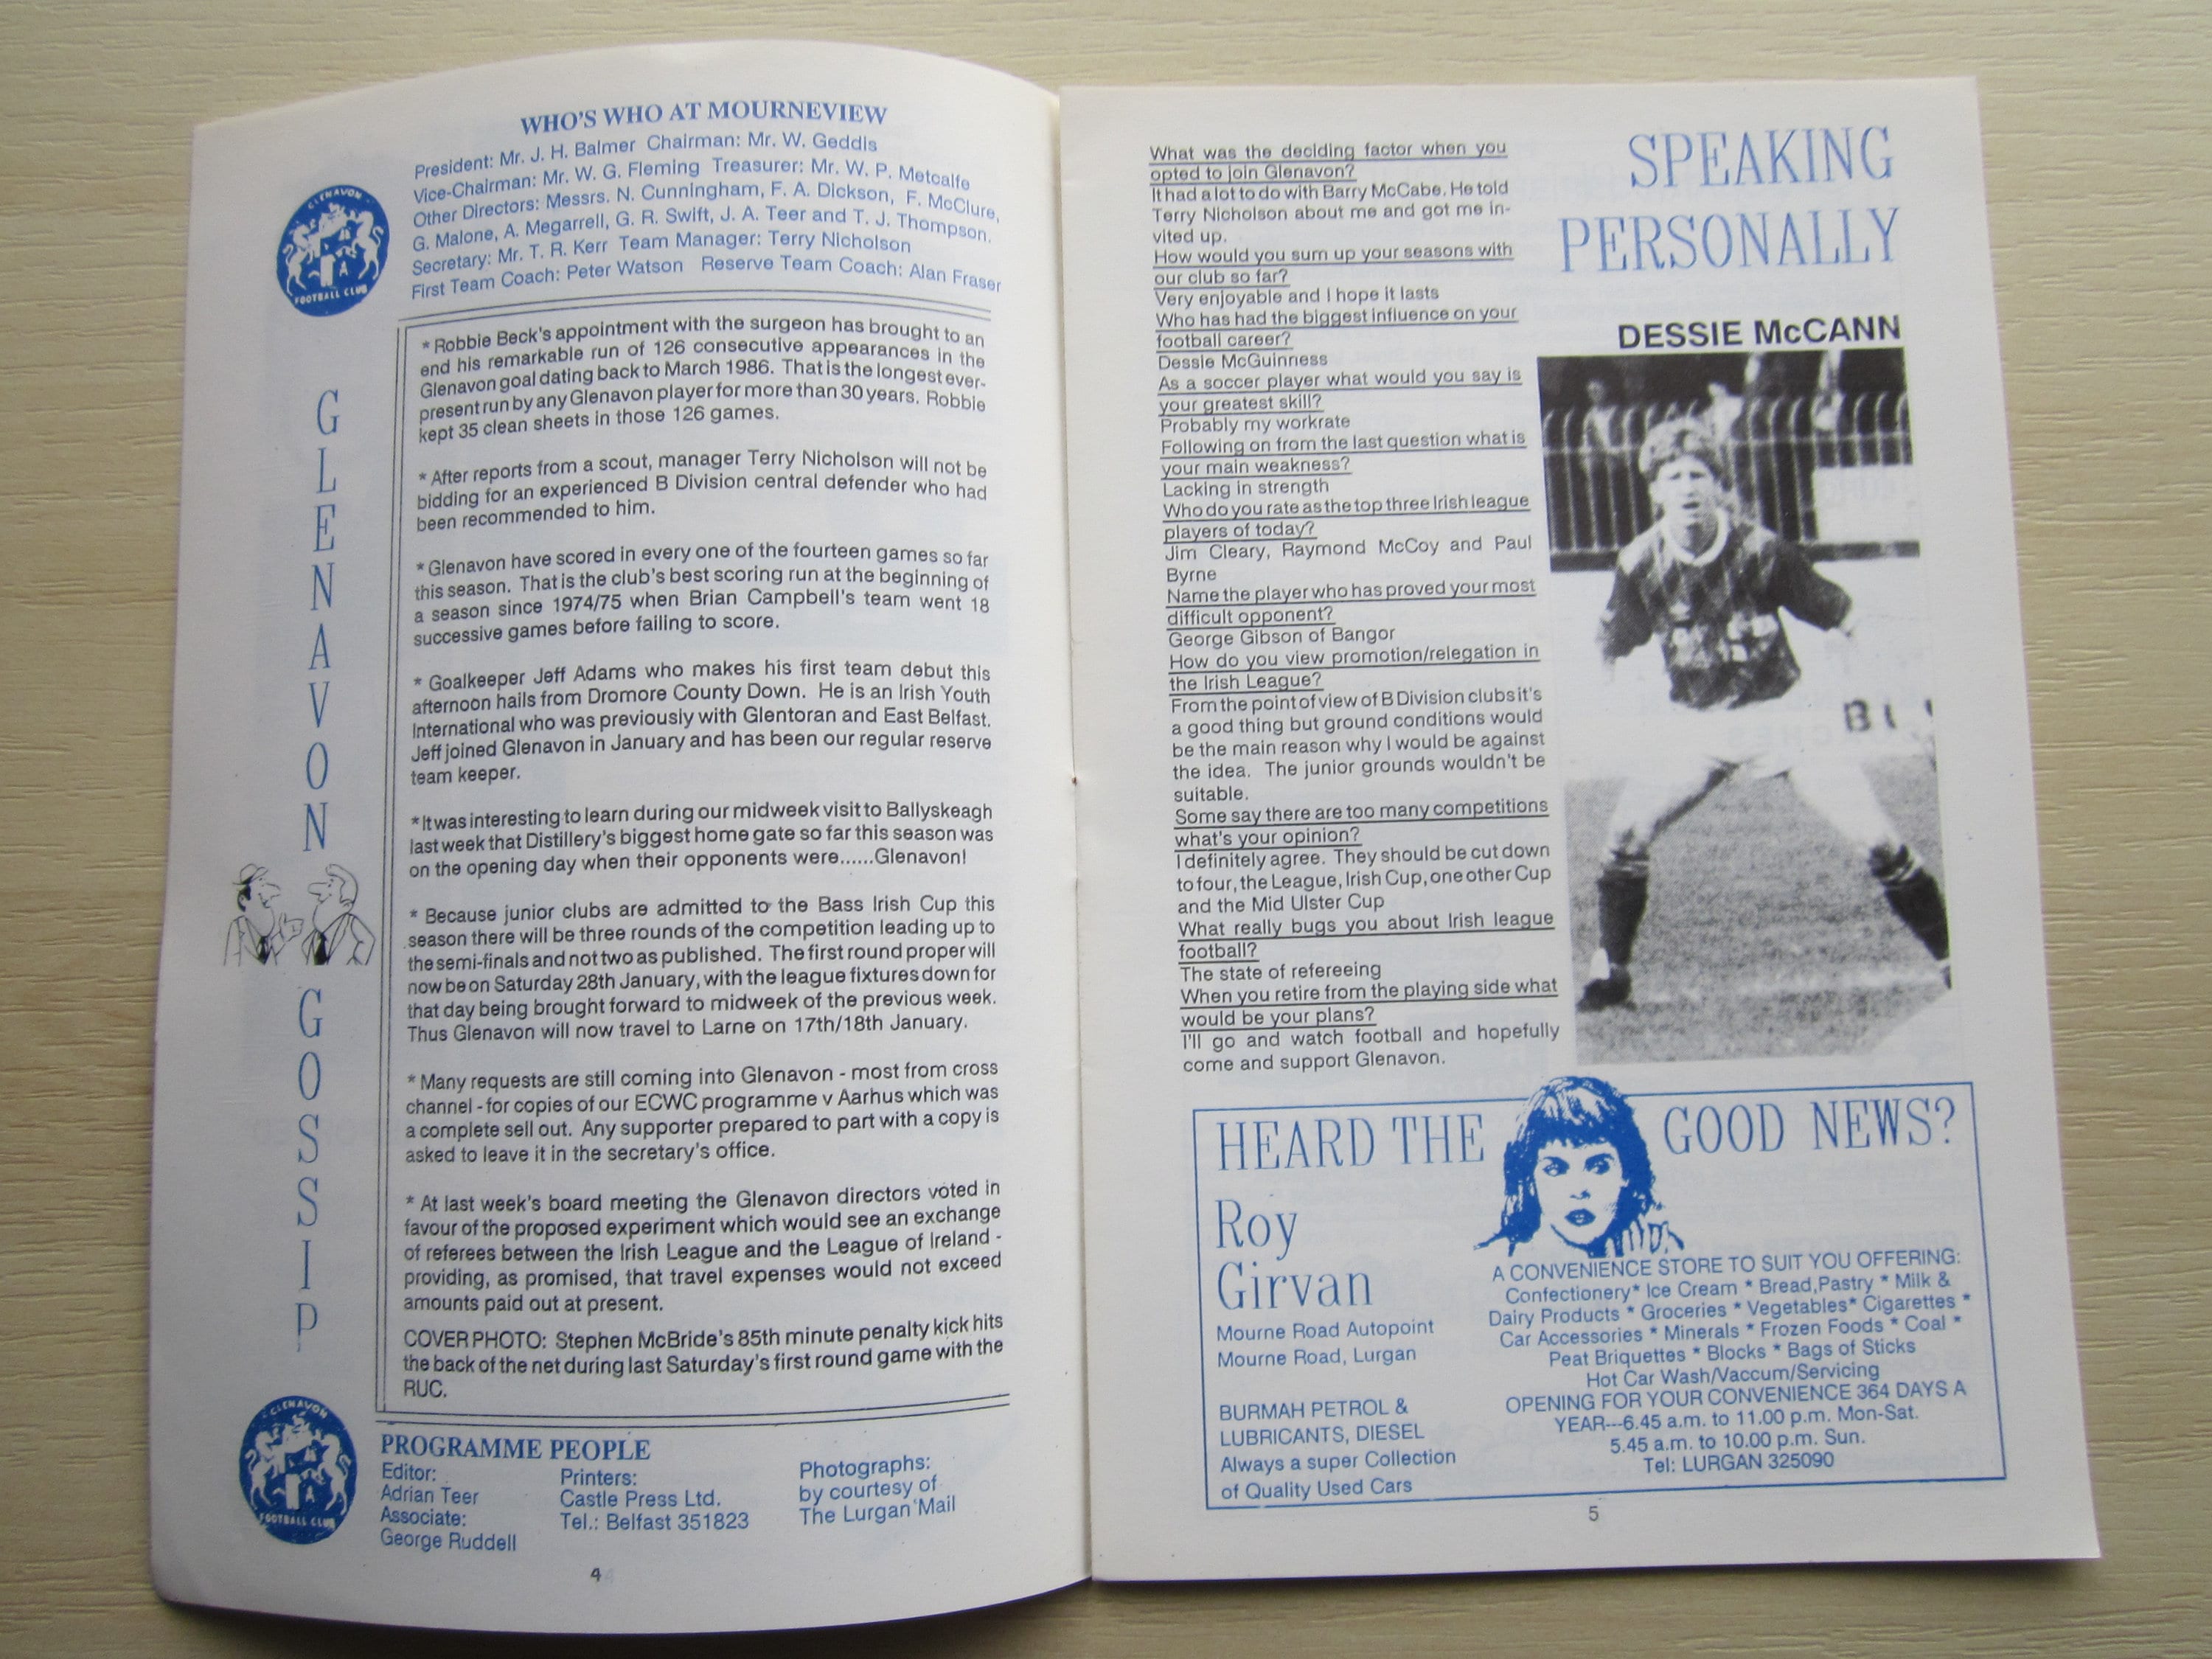 WHO'S WHO AT MOURNEVIEW
President: Mr. J. H. Balmer Chairman: Mr. W. Geddis
Vice-Chairman: Mr. W. G. Fleming Treasurer: Mr. W. P. Metcalfe
Other Directors: Messrs. N. Cunningham, F. A. Dickson, F. McClure,
G. Malone, A. Megarrell, G. R. Swift, J. A. Teer and T. J. Thompson.
Secretary: Mr. T. R. Kerr Team Manager: Terry Nicholson
First Team Coach: Peter Watson Reserve Team Coach: Alan Fraser
GLENAVON
FOOTBALL CLUB
GLENAVON
GOSSIP
* Robbie Beck's appointment with the surgeon has brought to an
end his remarkable run of 126 consecutive appearances in the
Glenavon goal dating back to March 1986. That is the longest ever-
present run by any Glenavon player for more than 30 years. Robbie
kept 35 clean sheets in those 126 games.
* After reports from a scout, manager Terry Nicholson will not be
bidding for an experienced B Division central defender who had
been recommended to him.
* Glenavon have scored in every one of the fourteen games so far
this season. That is the club's best scoring run at the beginning of
a season since 1974/75 when Brian Campbell's team went 18
successive games before failing to score.
* Goalkeeper Jeff Adams who makes his first team debut this
afternoon hails from Dromore County Down. He is an Irish Youth
International who was previously with Glentoran and East Belfast.
Jeff joined Glenavon in January and has been our regular reserve
team keeper.
* It was interesting to learn during our midweek visit to Ballyskeagh
last week that Distillery's biggest home gate so far this season was
on the opening day when their opponents were......Glenavon!
* Because junior clubs are admitted to the Bass Irish Cup this
season there will be three rounds of the competition leading up to
the semi-finals and not two as published. The first round proper will
now be on Saturday 28th January, with the league fixtures down for
that day being brought forward to midweek of the previous week.
Thus Glenavon will now travel to Larne on 17th/18th January.
* Many requests are still coming into Glenavon - most from cross
channel - for copies of our ECWC programme v Aarhus which was
a complete sell out. Any supporter prepared to part with a copy is
asked to leave it in the secretary's office.
* At last week's board meeting the Glenavon directors voted in
favour of the proposed experiment which would see an exchange
of referees between the Irish League and the League of Ireland -
providing, as promised, that travel expenses would not exceed
amounts paid out at present.
COVER PHOTO: Stephen McBride's 85th minute penalty kick hits
the back of the net during last Saturday's first round game with the
RUC.
GLENAVON
FOOTBALL CLUB
PROGRAMME PEOPLE
Editor:
Adrian Teer
Associate:
George Ruddell
Printers:
Castle Press Ltd.
Tel.: Belfast 351823
Photographs:
by courtesy of
The Lurgan Mail
4
SPEAKING
PERSONALLY
DESSIE McCANN
What was the deciding factor when you
opted to join Glenavon?
It had a lot to do with Barry McCabe. He told
Terry Nicholson about me and got me in-
vited up.
How would you sum up your seasons with
our club so far?
Very enjoyable and I hope it lasts
Who has had the biggest influence on your
football career?
Dessie McGuinness
As a soccer player what would you say is
your greatest skill?
Probably my workrate
Following on from the last question what is
your main weakness?
Lacking in strength
Who do you rate as the top three Irish league
players of today?
Jim Cleary, Raymond McCoy and Paul
Byrne
Name the player who has proved your most
difficult opponent?
George Gibson of Bangor
How do you view promotion/relegation in
the Irish League?
From the point of view of B Division clubs it's
a good thing but ground conditions would
be the main reason why I would be against
the idea. The junior grounds wouldn't be
suitable.
Some say there are too many competitions
what's your opinion?
I definitely agree. They should be cut down
to four, the League, Irish Cup, one other Cup
and the Mid Ulster Cup
What really bugs you about Irish league
football?
The state of refereeing
When you retire from the playing side what
would be your plans?
I'll go and watch football and hopefully
come and support Glenavon.
HEARD THE GOOD NEWS?
Roy
Girvan
Mourne Road Autopoint
Mourne Road, Lurgan
BURMAH PETROL &
LUBRICANTS, DIESEL
Always a super Collection
of Quality Used Cars
A CONVENIENCE STORE TO SUIT YOU OFFERING:
Confectionery* Ice Cream * Bread,Pastry * Milk &
Dairy Products * Groceries * Vegetables* Cigarettes *
Car Accessories * Minerals * Frozen Foods * Coal *
Peat Briquettes * Blocks * Bags of Sticks
Hot Car Wash/Vaccum/Servicing
OPENING FOR YOUR CONVENIENCE 364 DAYS A
YEAR---6.45 a.m. to 11.00 p.m. Mon-Sat.
5.45 a.m. to 10.00 p.m. Sun.
Tel: LURGAN 325090
5